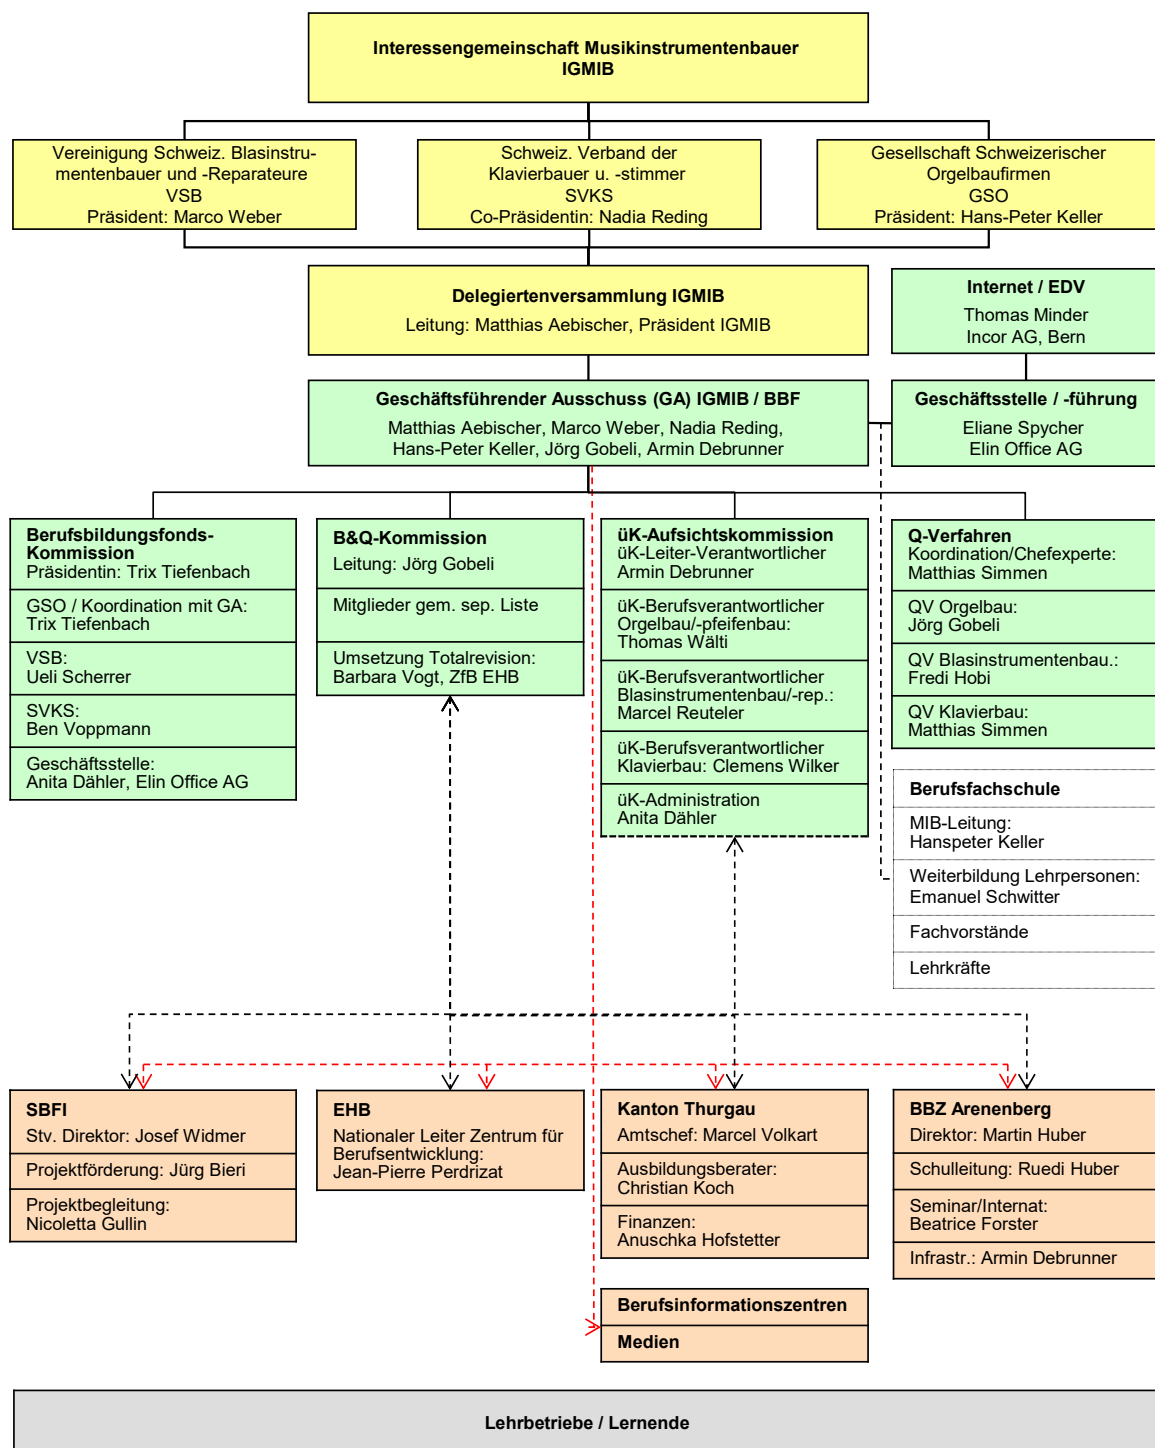 Interessengemeinschaft Musikinstrumentenbauer
IGMIB
Vereinigung Schweiz. Blasinstru-
mentenbauer und -Reparateure
VSB
Präsident: Marco Weber
Schweiz. Verband der
Klavierbauer u. -stimmer
SVKS
Co-Präsidentin: Nadia Reding
Gesellschaft Schweizerischer
Orgelbaufirmen
GSO
Präsident: Hans-Peter Keller
Delegiertenversammlung IGMIB
Leitung: Matthias Aebischer, Präsident IGMIB
Internet / EDV
Thomas Minder
Incor AG, Bern
Geschäftsführender Ausschuss (GA) IGMIB / BBF
Matthias Aebischer, Marco Weber, Nadia Reding,
Hans-Peter Keller, Jörg Gobeli, Armin Debrunner
Geschäftsstelle / -führung
Eliane Spycher
Elin Office AG
Berufsbildungsfonds-
Kommission
Präsidentin: Trix Tiefenbach
GSO / Koordination mit GA:
Trix Tiefenbach
VSB:
Ueli Scherrer
SVKS:
Ben Voppmann
Geschäftsstelle:
Anita Dähler, Elin Office AG
B&Q-Kommission
Leitung: Jörg Gobeli
Mitglieder gem. sep. Liste
Umsetzung Totalrevision:
Barbara Vogt, ZfB EHB
üK-Aufsichtskommission
üK-Leiter-Verantwortlicher
Armin Debrunner
üK-Berufsverantwortlicher
Orgelbau/-pfeifenbau:
Thomas Wälti
üK-Berufsverantwortlicher
Blasinstrumentenbau/-rep.:
Marcel Reuteler
üK-Berufsverantwortlicher
Klavierbau: Clemens Wilker
üK-Administration
Anita Dähler
Q-Verfahren
Koordination/Chefexperte:
Matthias Simmen
QV Orgelbau:
Jörg Gobeli
QV Blasinstrumentenbau.:
Fredi Hobi
QV Klavierbau:
Matthias Simmen
Berufsfachschule
MIB-Leitung:
Hanspeter Keller
Weiterbildung Lehrpersonen:
Emanuel Schwitter
Fachvorstände
Lehrkräfte
SBFI
Stv. Direktor: Josef Widmer
Projektförderung: Jürg Bieri
Projektbegleitung:
Nicoletta Gullin
EHB
Nationaler Leiter Zentrum für
Berufsentwicklung:
Jean-Pierre Perdrizat
Kanton Thurgau
Amtschef: Marcel Volkart
Ausbildungsberater:
Christian Koch
Finanzen:
Anuschka Hofstetter
BBZ Arenenberg
Direktor: Martin Huber
Schulleitung: Ruedi Huber
Seminar/Internat:
Beatrice Forster
Infrastr.: Armin Debrunner
Berufsinformationszentren
Medien
Lehrbetriebe / Lernende